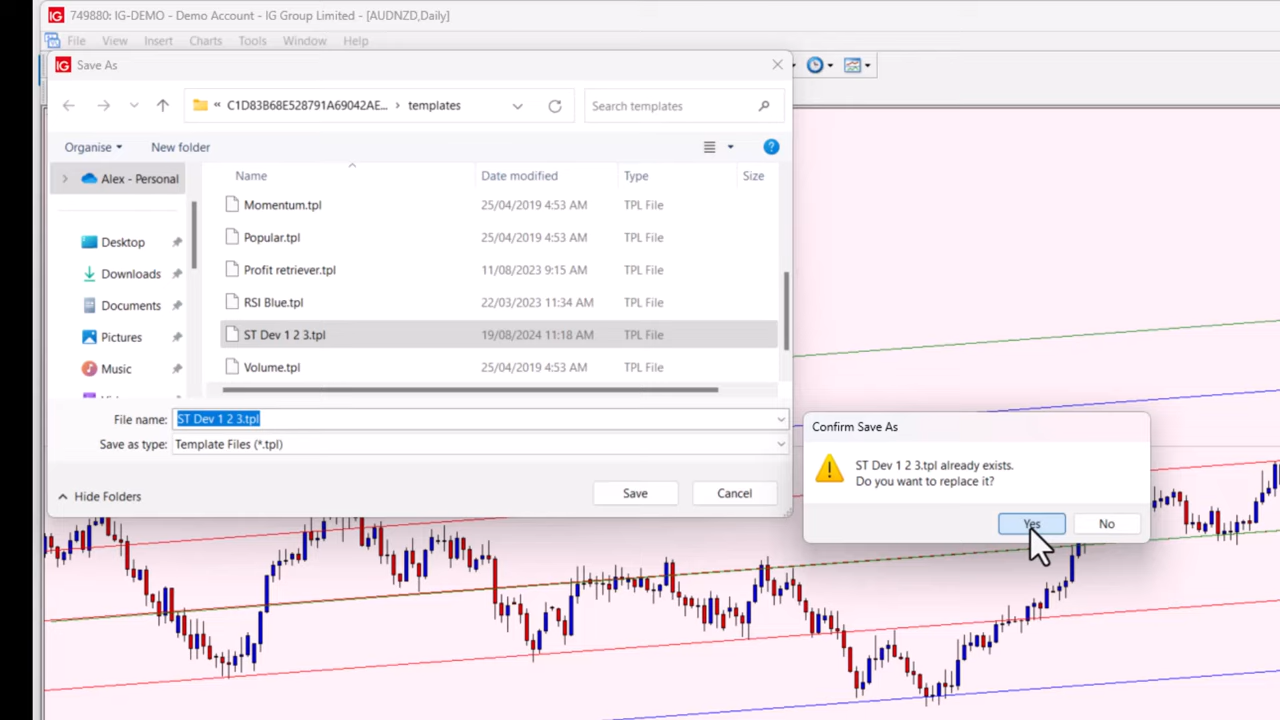 IG 749880: IG-DEMO - Demo Account - IG Group Limited - [AUDNZD,Daily]
File View Insert Charts Tools Window Help
IG Save As
« C1D83B68E528791A69042AE... › templates
Search templates
Organise New folder
Name Date modified Type Size
Alex - Personal
Desktop
Downloads
Documents
Pictures
Music
Momentum.tpl 25/04/2019 4:53 AM TPL File
Popular.tpl 25/04/2019 4:53 AM TPL File
Profit retriever.tpl 11/08/2023 9:15 AM TPL File
RSI Blue.tpl 22/03/2023 11:34 AM TPL File
ST Dev 1 2 3.tpl 19/08/2024 11:18 AM TPL File
Volume.tpl 25/04/2019 4:53 AM TPL File
File name: ST Dev 1 2 3.tpl
Save as type: Template Files (*.tpl)
Hide Folders
Save Cancel
Confirm Save As
ST Dev 1 2 3.tpl already exists.
Do you want to replace it?
Yes No